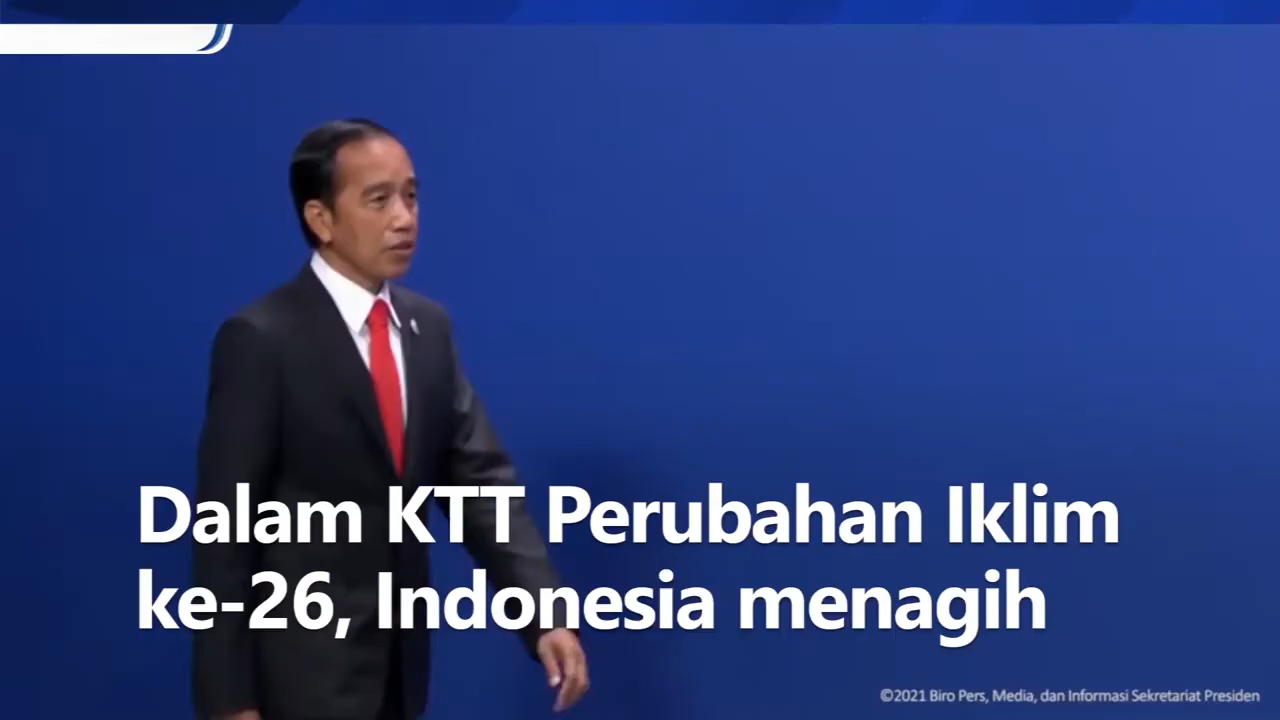 Dalam KTT Perubahan Iklim
ke-26, Indonesia menagih
©2021 Biro Pers, Media, dan Informasi Sekretariat Presiden